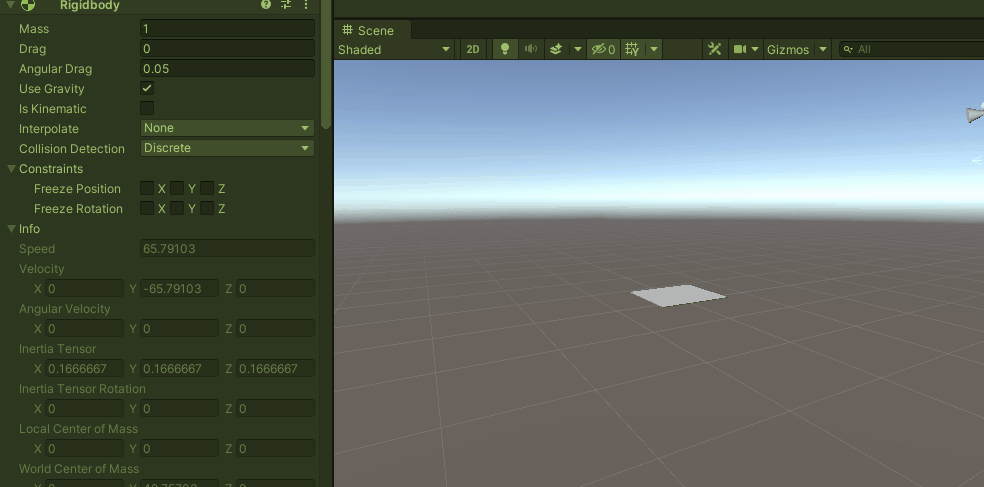 Rigidbody
Mass 1
Drag 0
Angular Drag 0.05
Use Gravity
Is Kinematic
Interpolate None
Collision Detection Discrete
Constraints
Freeze Position X Y Z
Freeze Rotation X Y Z
Info
Speed 65.79103
Velocity
X 0 Y -65.79103 Z 0
Angular Velocity
X 0 Y 0 Z 0
Inertia Tensor
X 0.1666667 Y 0.1666667 Z 0.1666667
Inertia Tensor Rotation
X 0 Y 0 Z 0
Local Center of Mass
X 0 Y 0 Z 0
World Center of Mass
Scene
Shaded 2D 0 Gizmos All